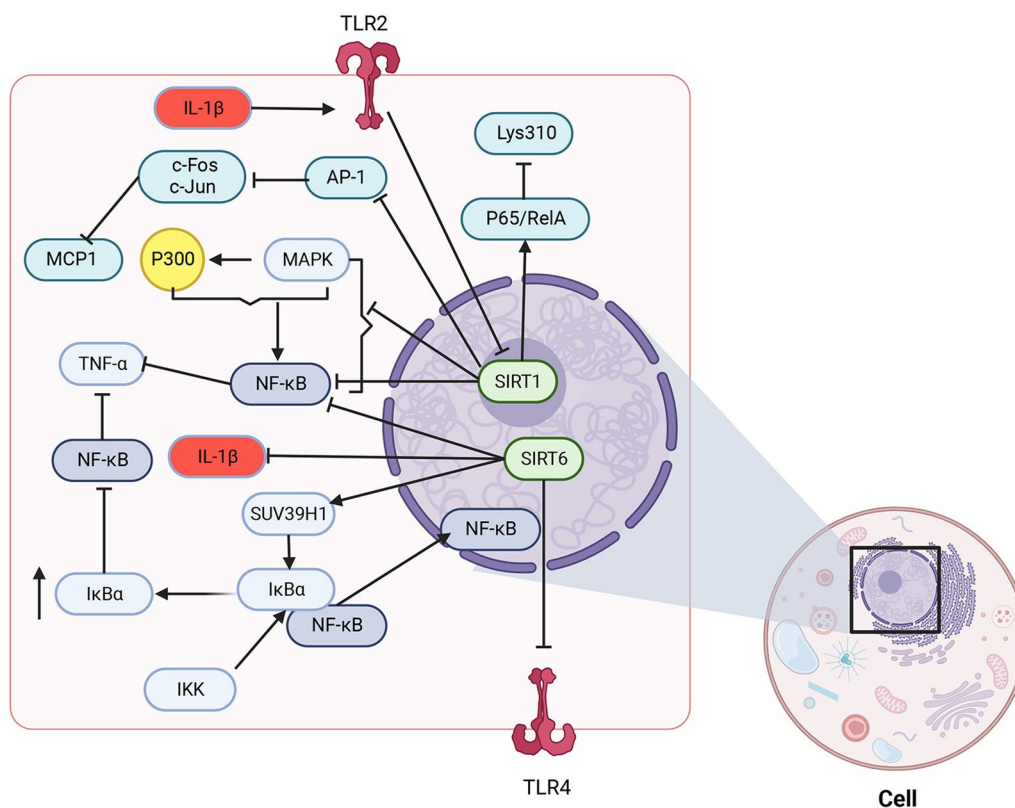 TLR2
IL-1β
Lys310
c-Fos
c-Jun
AP-1
P65/RelA
MCP1
P300
MAPK
TNF-α
NF-κB
SIRT1
NF-κB
IL-1β
SIRT6
SUV39H1
NF-κB
IκBα
IκBα
NF-κB
IKK
TLR4
Cell